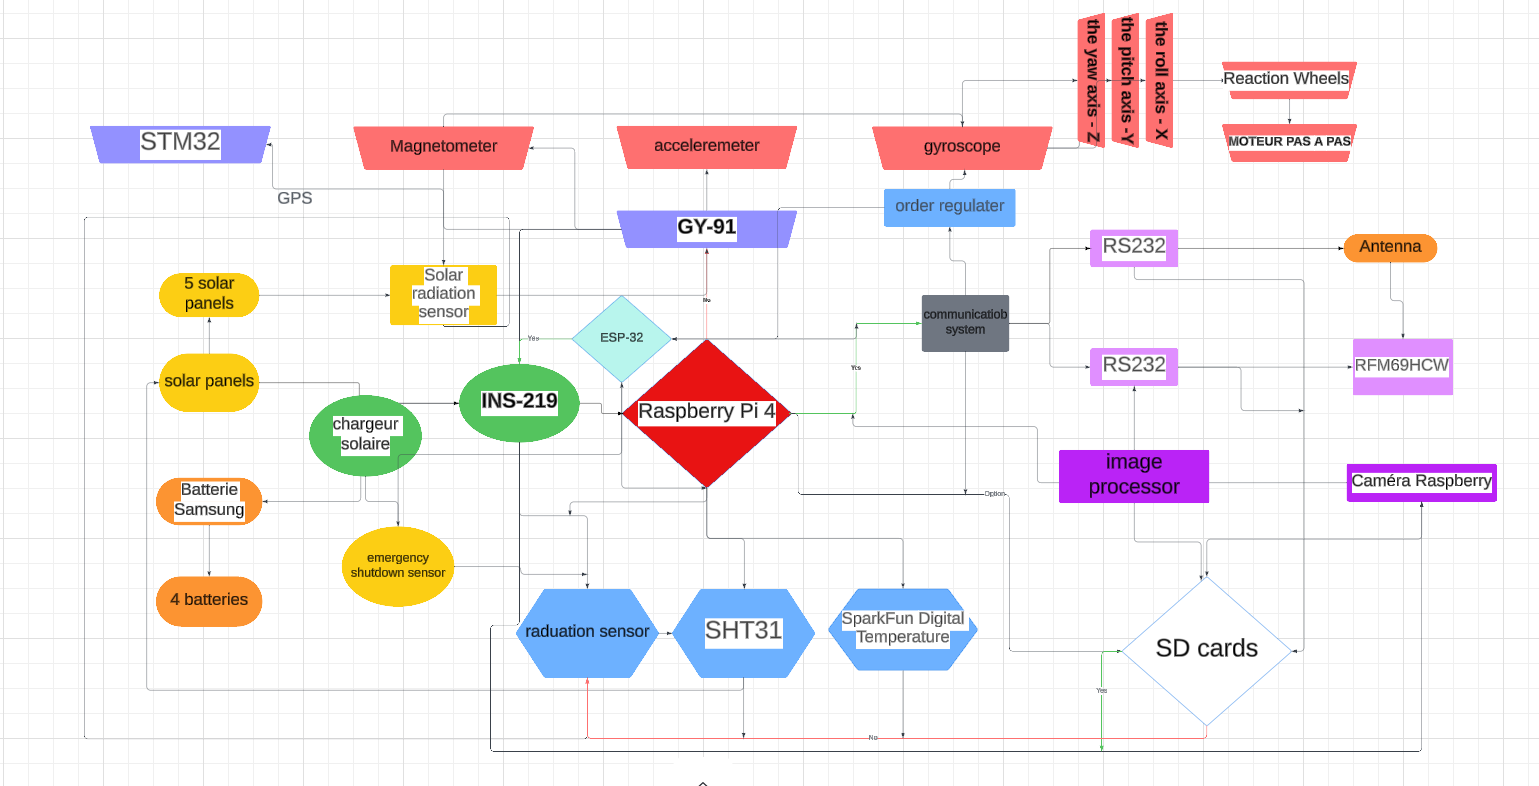 the yaw axis - Z
the pitch axis -Y
the roll axis - X
Reaction Wheels
MOTEUR PAS A PAS
STM32
Magnetometer
acceleremeter
gyroscope
GPS
order regulater
GY-91
RS232
Antenna
5 solar
panels
Solar
radiation
sensor
No
communicatiob
system
ESP-32
Yes
Yes
RS232
RFM69HCW
solar panels
INS-219
Raspberry Pi 4
chargeur
solaire
image
processor
Caméra Raspberry
Batterie
Samsung
Option
emergency
shutdown sensor
4 batteries
raduation sensor
SHT31
SparkFun Digital
Temperature
SD cards
Yes
No